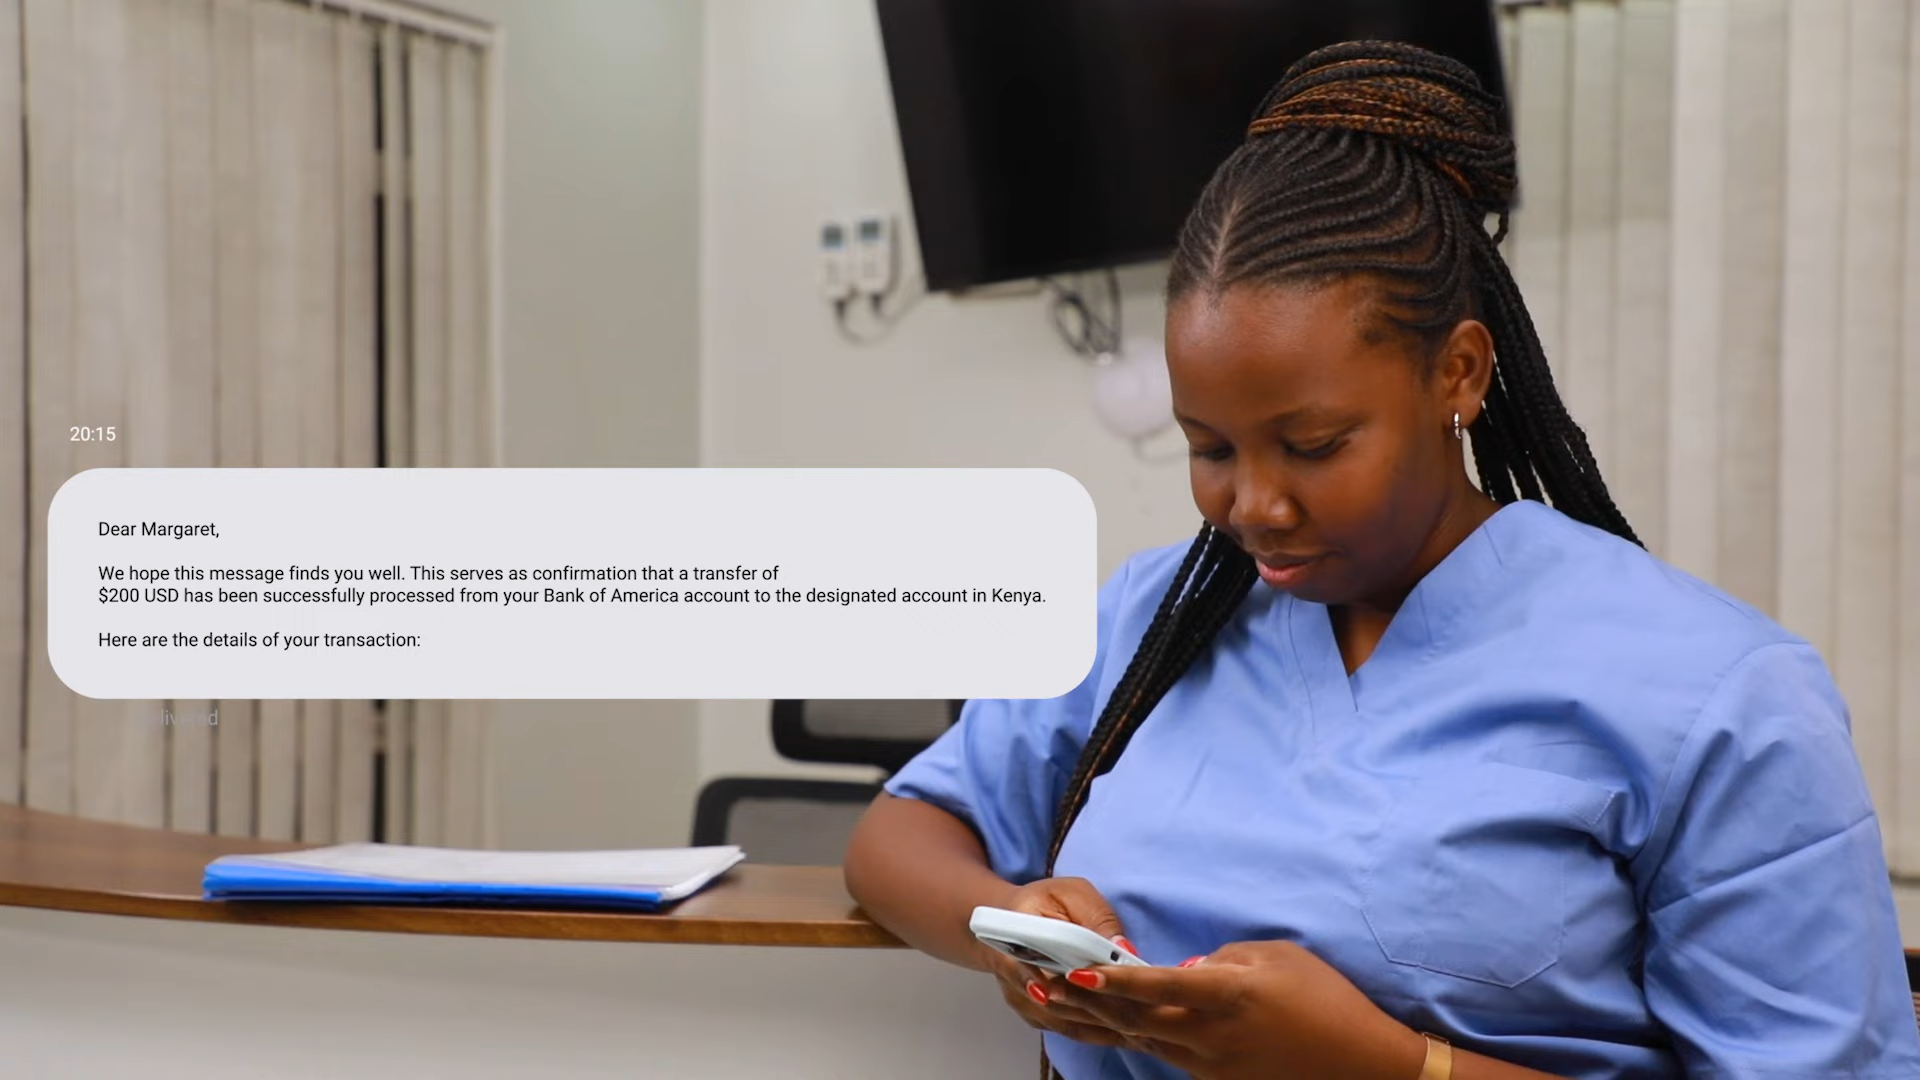 20:15
Dear Margaret,
We hope this message finds you well. This serves as confirmation that a transfer of
$200 USD has been successfully processed from your Bank of America account to the designated account in Kenya.
Here are the details of your transaction: